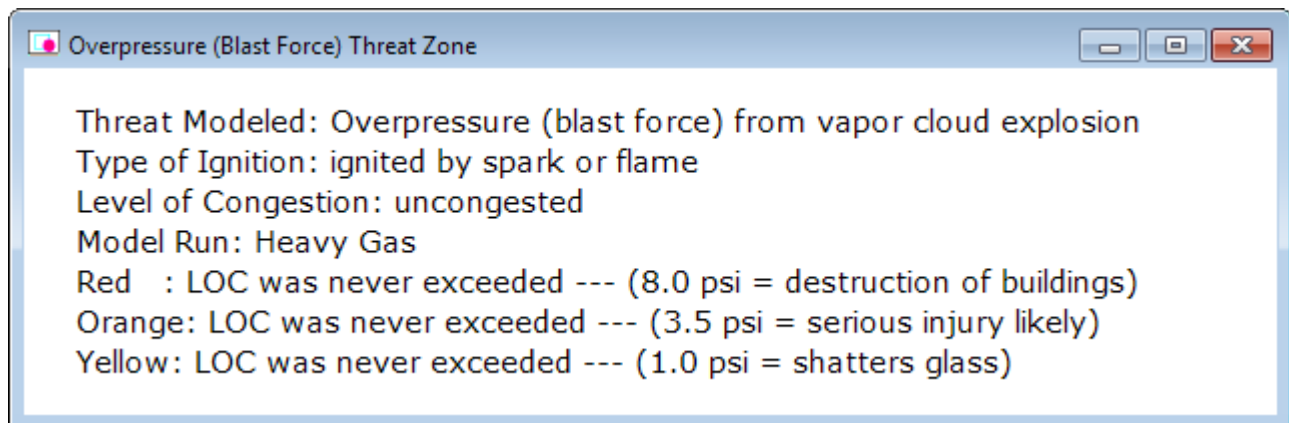 Overpressure (Blast Force) Threat Zone
Threat Modeled: Overpressure (blast force) from vapor cloud explosion
Type of Ignition: ignited by spark or flame
Level of Congestion: uncongested
Model Run: Heavy Gas
Red   : LOC was never exceeded --- (8.0 psi = destruction of buildings)
Orange: LOC was never exceeded --- (3.5 psi = serious injury likely)
Yellow: LOC was never exceeded --- (1.0 psi = shatters glass)